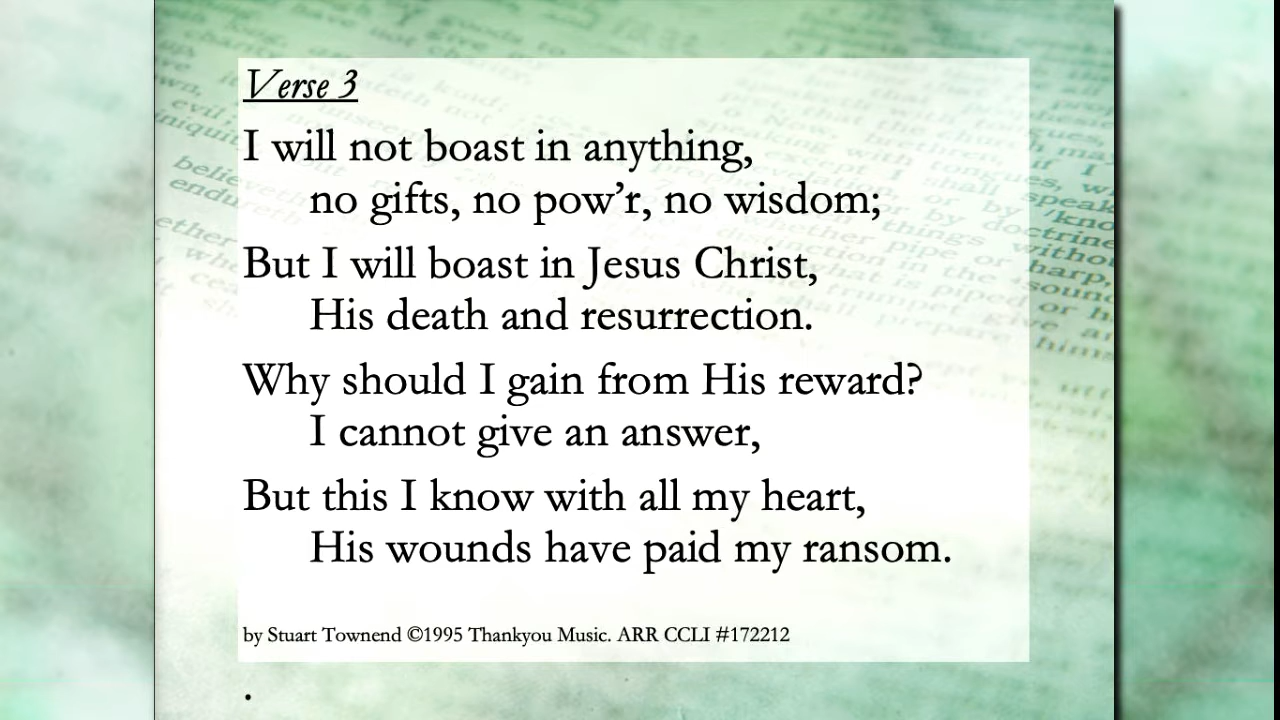 Verse 3
I will not boast in anything,
no gifts, no pow’r, no wisdom;
But I will boast in Jesus Christ,
His death and resurrection.
Why should I gain from His reward?
I cannot give an answer,
But this I know with all my heart,
His wounds have paid my ransom.
by Stuart Townend ©1995 Thankyou Music. ARR CCLI #172212
.